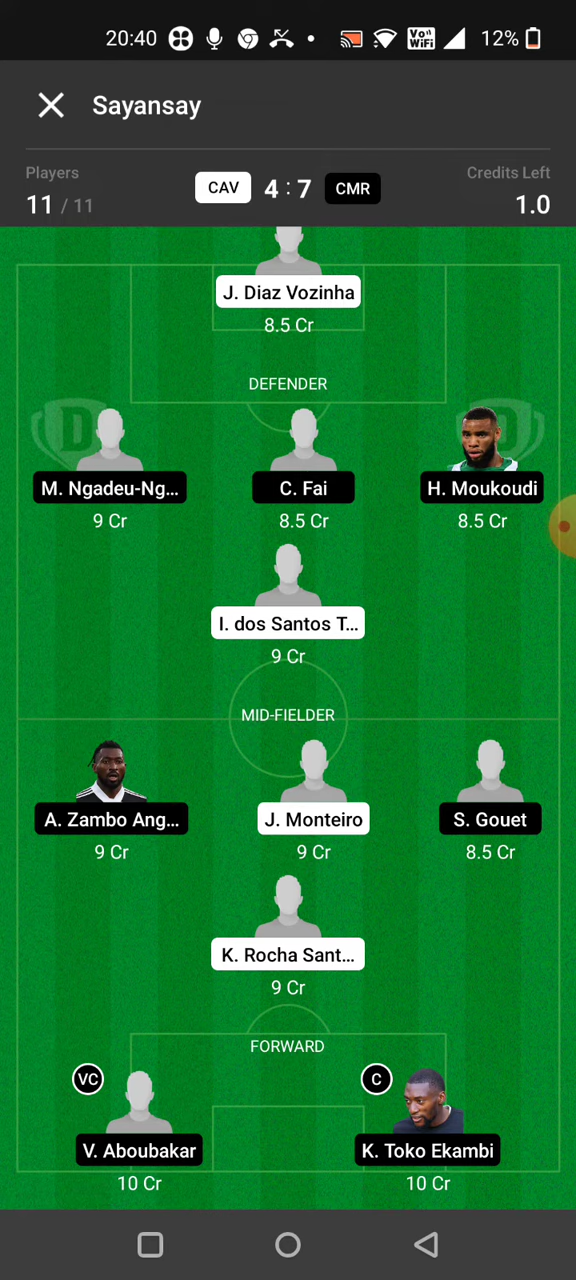 20:40
Vo WiFi
12%
Sayansay
Players
Credits Left
11 / 11
CAV 4 : 7 CMR
1.0
J. Diaz Vozinha
8.5 Cr
DEFENDER
D
D
M. Ngadeu-Ng...
C. Fai
H. Moukoudi
9 Cr
8.5 Cr
8.5 Cr
I. dos Santos T...
9 Cr
MID-FIELDER
A. Zambo Ang...
J. Monteiro
S. Gouet
9 Cr
9 Cr
8.5 Cr
K. Rocha Sant...
9 Cr
FORWARD
VC
C
V. Aboubakar
K. Toko Ekambi
10 Cr
10 Cr